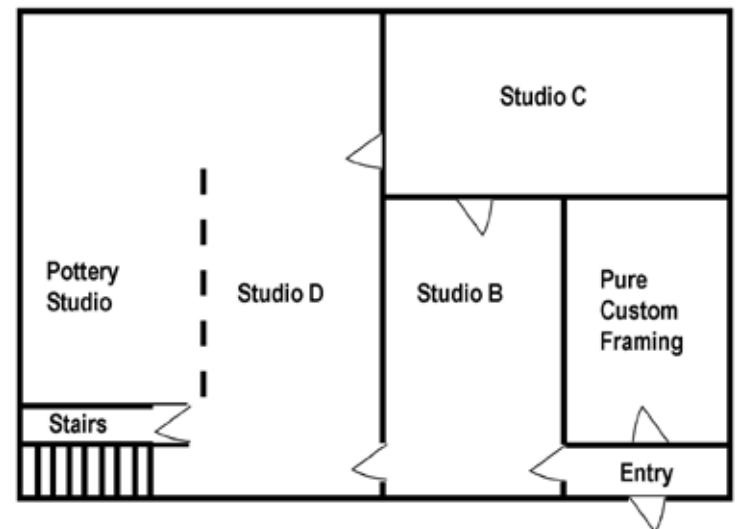 Studio C
Pottery
Studio
Studio D
Studio B
Pure
Custom
Framing
Stairs
Entry